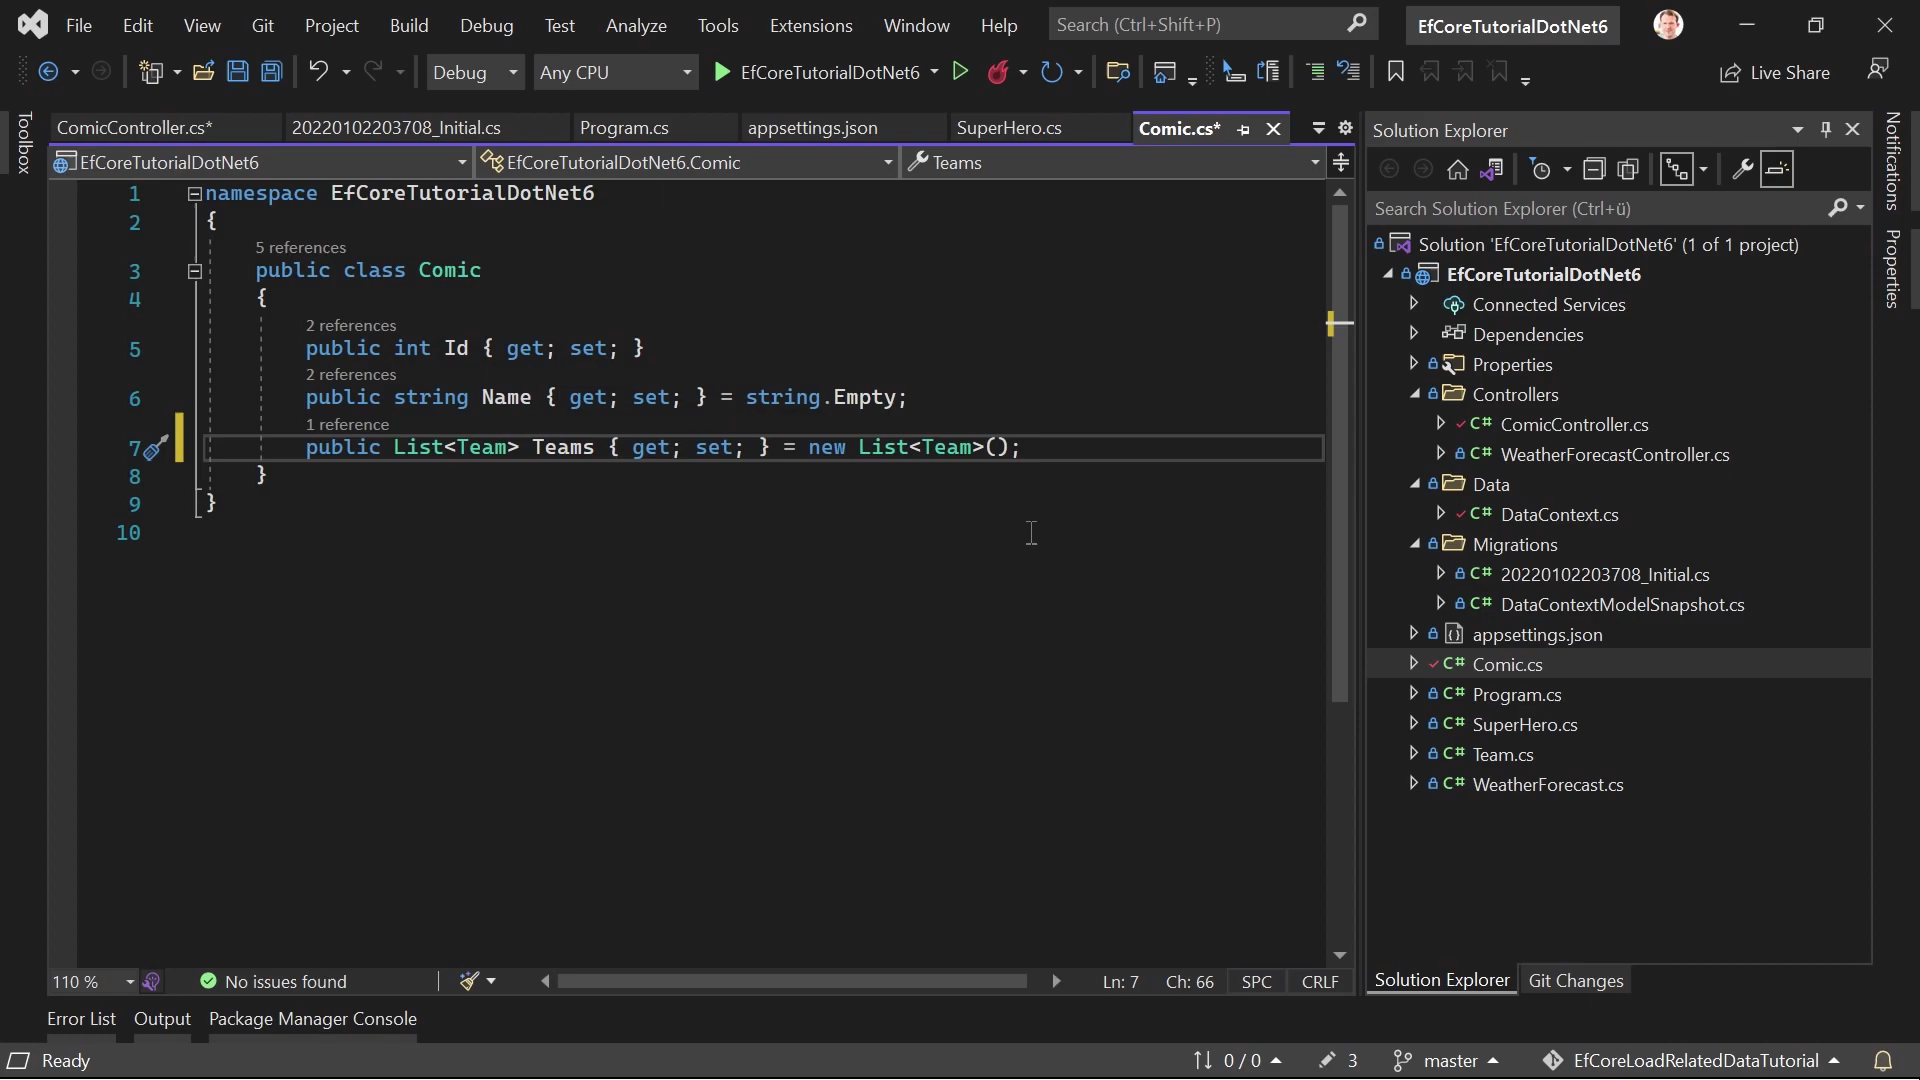 File Edit View Git Project Build Debug Test Analyze Tools Extensions Window Help Search (Ctrl+Shift+P) EfCoreTutorialDotNet6
Debug Any CPU EfCoreTutorialDotNet6 Live Share
Toolbox
ComicController.cs* 20220102203708_Initial.cs Program.cs appsettings.json SuperHero.cs Comic.cs*
EfCoreTutorialDotNet6 EfCoreTutorialDotNet6.Comic Teams
1 namespace EfCoreTutorialDotNet6
2 {
5 references
3 public class Comic
4 {
2 references
5 public int Id { get; set; }
2 references
6 public string Name { get; set; } = string.Empty;
1 reference
7 public List<Team> Teams { get; set; } = new List<Team>();
8 }
9 }
10
110 % No issues found Ln: 7 Ch: 66 SPC CRLF
Solution Explorer
Search Solution Explorer (Ctrl+ü)
Solution 'EfCoreTutorialDotNet6' (1 of 1 project)
EfCoreTutorialDotNet6
Connected Services
Dependencies
Properties
Controllers
C# ComicController.cs
C# WeatherForecastController.cs
Data
C# DataContext.cs
Migrations
C# 20220102203708_Initial.cs
C# DataContextModelSnapshot.cs
appsettings.json
C# Comic.cs
C# Program.cs
C# SuperHero.cs
C# Team.cs
C# WeatherForecast.cs
Solution Explorer Git Changes
Notifications
Properties
Error List Output Package Manager Console
Ready 0 / 0 3 master EfCoreLoadRelatedDataTutorial